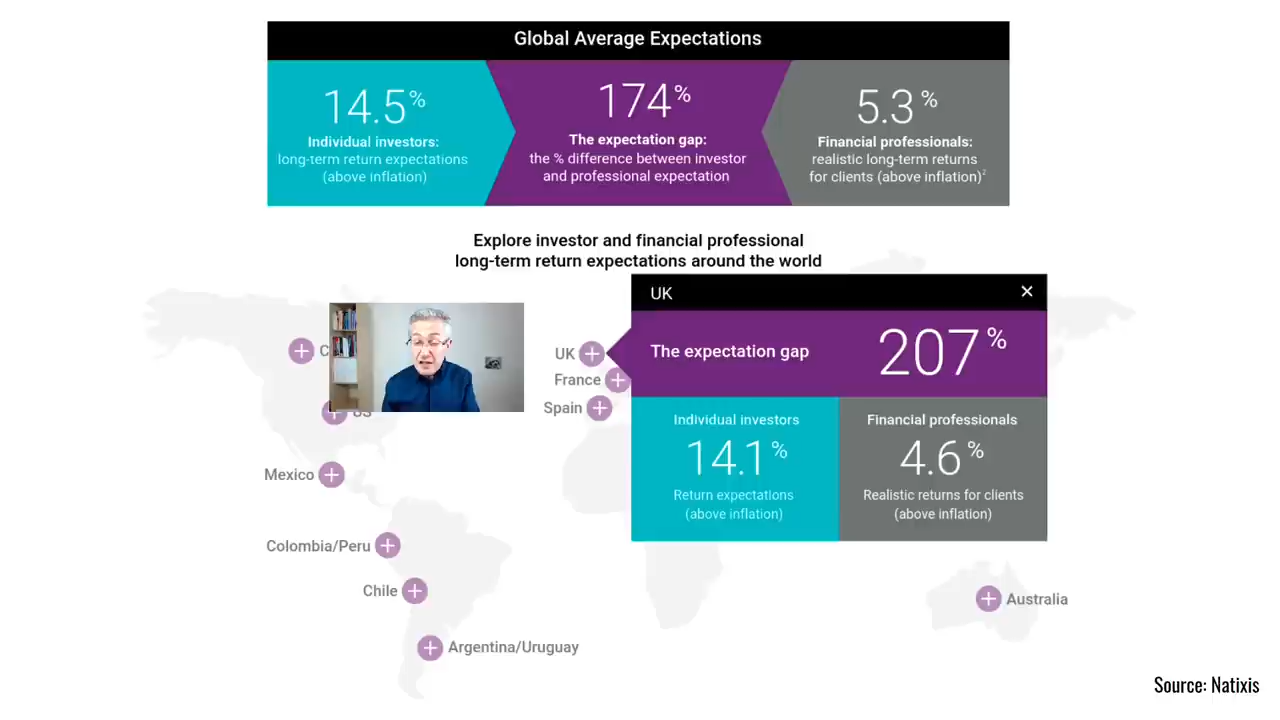 Global Average Expectations
14.5%
Individual investors:
long-term return expectations
(above inflation)
174%
The expectation gap:
the % difference between investor
and professional expectation
5.3%
Financial professionals:
realistic long-term returns
for clients (above inflation)2
Explore investor and financial professional
long-term return expectations around the world
UK
The expectation gap
207%
Individual investors
14.1%
Return expectations
(above inflation)
Financial professionals
4.6%
Realistic returns for clients
(above inflation)
UK
France
Spain
US
Mexico
Colombia/Peru
Chile
Argentina/Uruguay
Australia
Source: Natixis